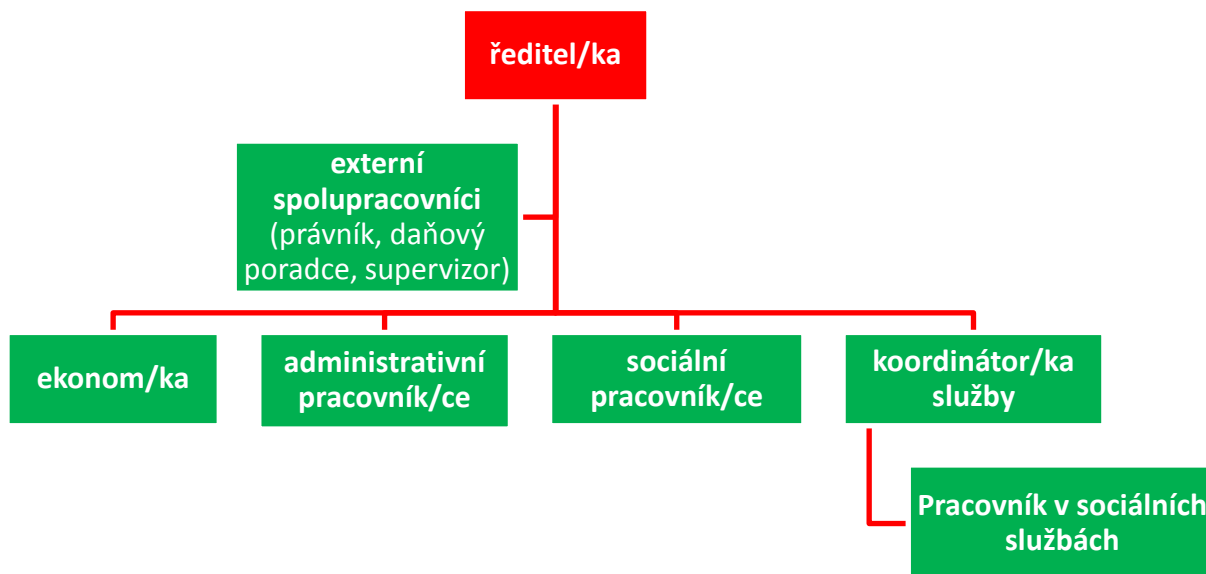 ředitel/ka
externí
spolupracovníci
(právník, daňový
poradce, supervizor)
ekonom/ka
administrativní
pracovník/ce
sociální
pracovník/ce
koordinátor/ka
služby
Pracovník v sociálních
službách